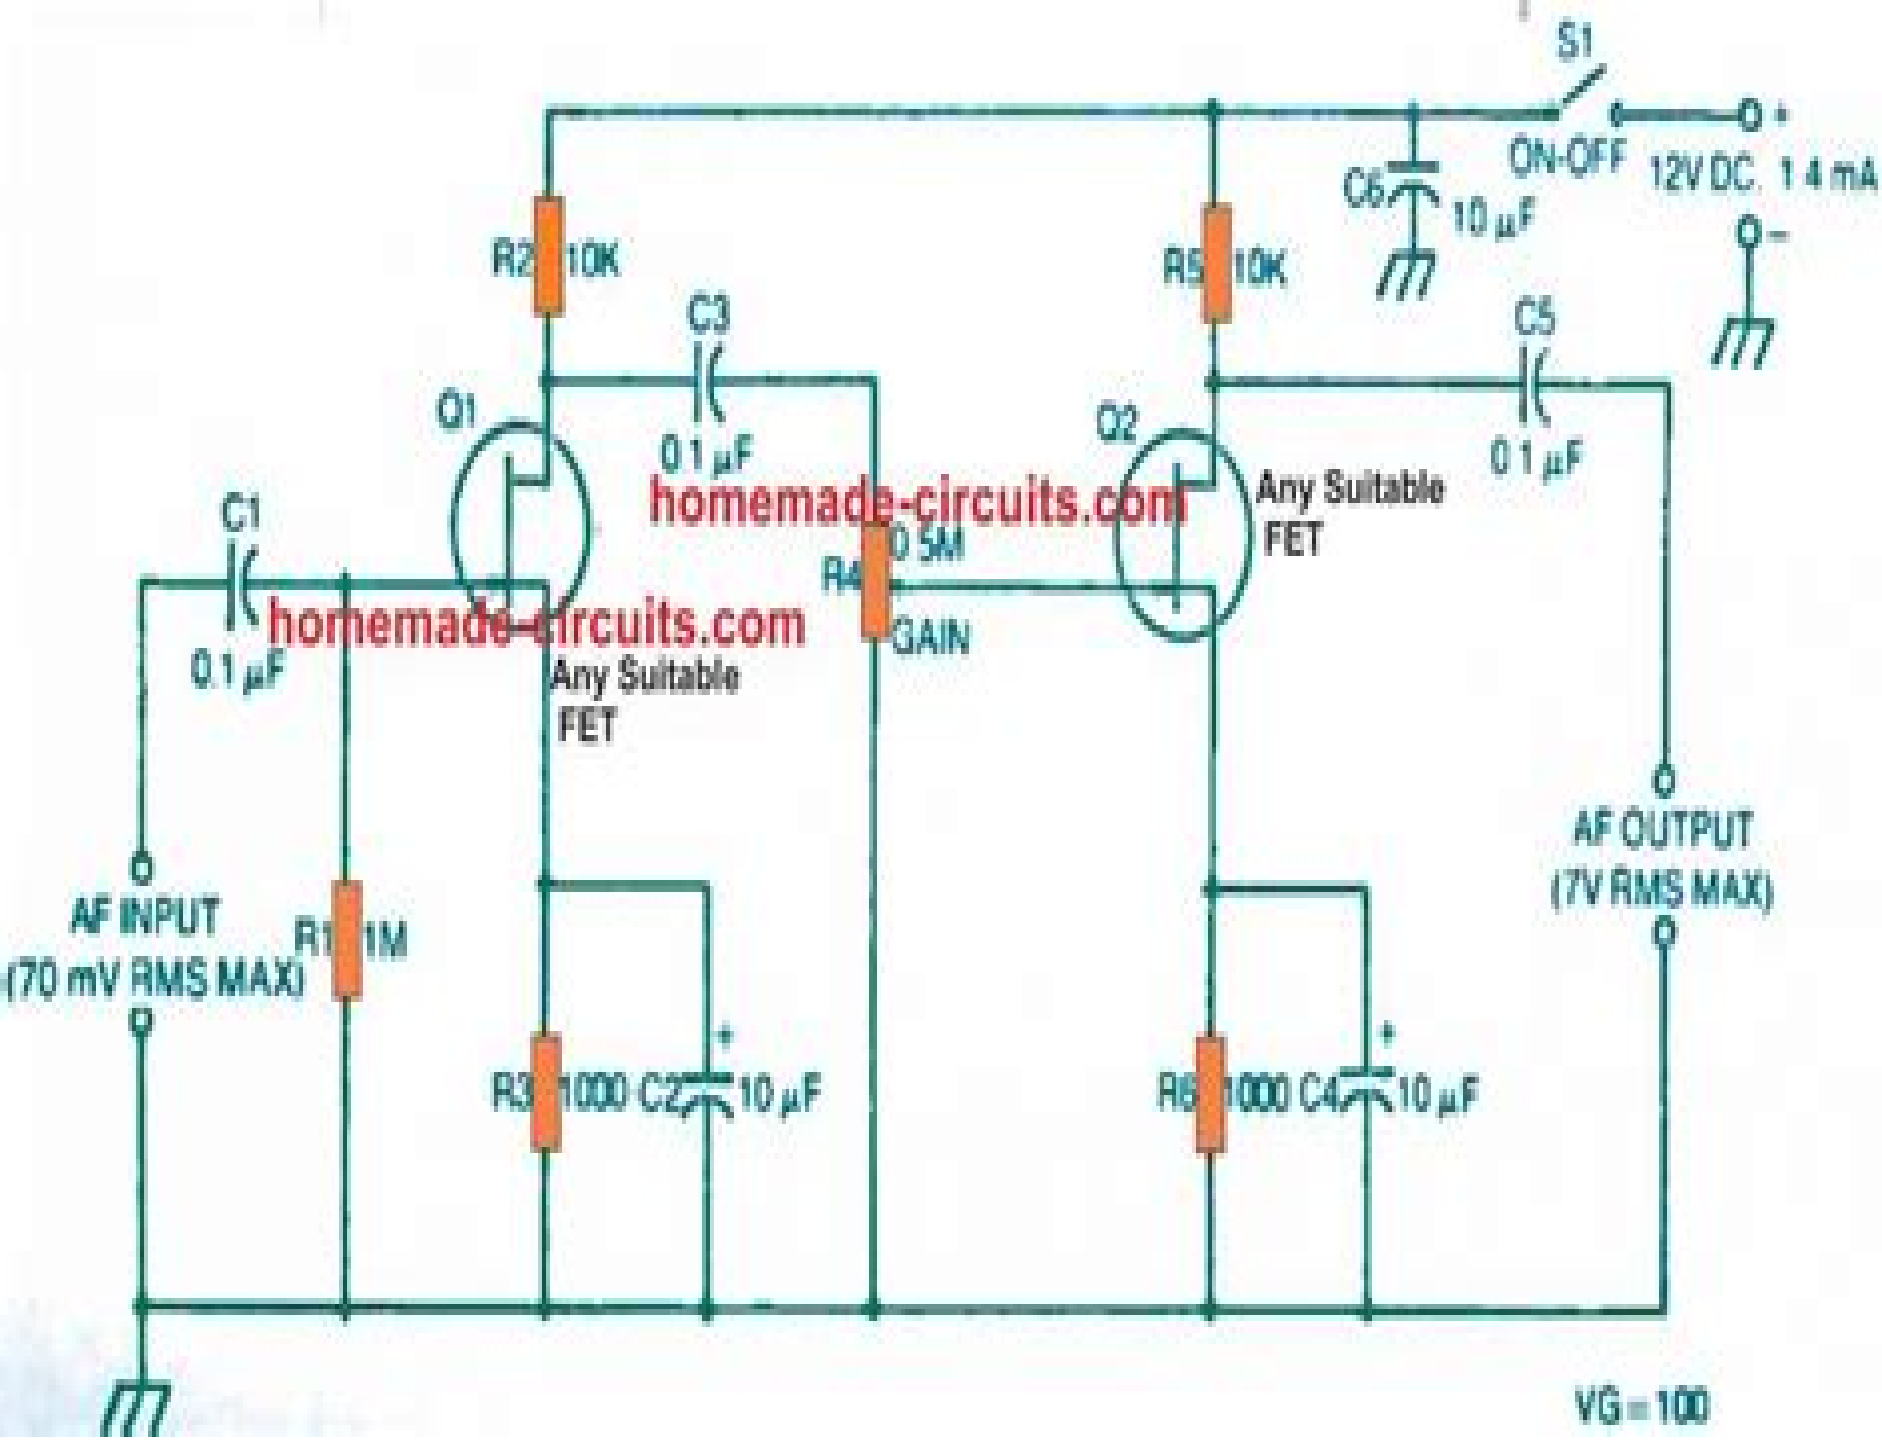 S1
ON-OFF
12V DC. 1 4 mA
+
−
C6
10 µF
R2 10K
R5 10K
C3
0 1 µF
C5
0 1 µF
Q1
Q2
Any Suitable
FET
homemade-circuits.com
C1
0.1 µF
0 5M
R4
GAIN
homemade-circuits.com
Any Suitable
FET
AF INPUT
(70 mV RMS MAX)
R1 1M
AF OUTPUT
(7V RMS MAX)
+
R3 1000 C2 10 µF
+
R6 1000 C4 10 µF
VG = 100